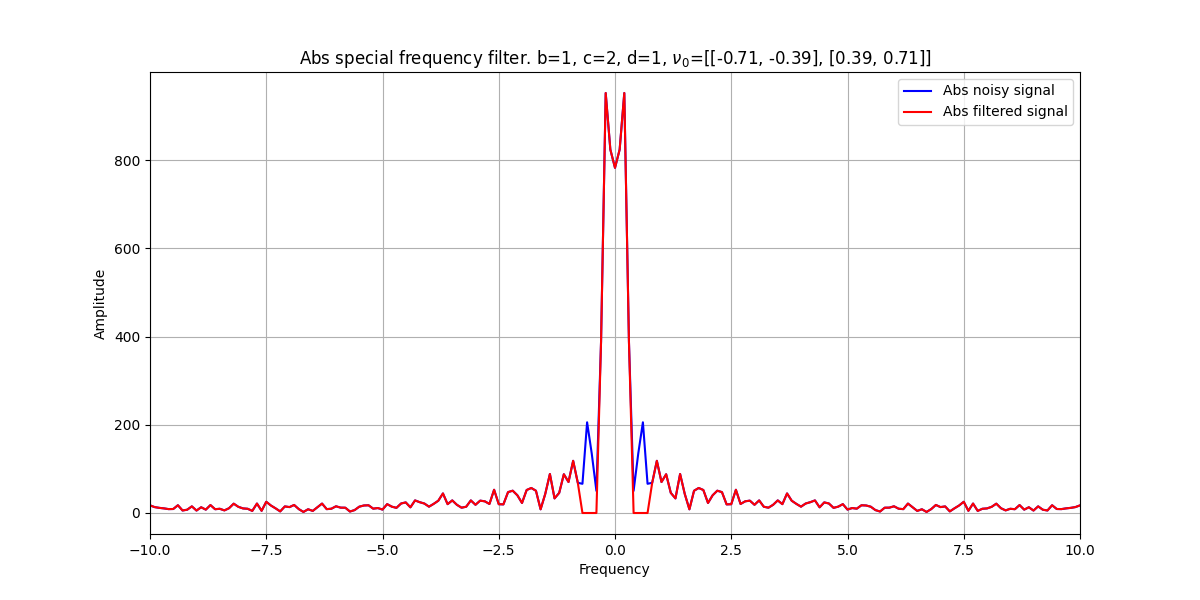 Abs special frequency filter. b=1, c=2, d=1, ν₀=[[-0.71, -0.39], [0.39, 0.71]]
Abs noisy signal
Abs filtered signal
Amplitude
800
600
400
200
0
−10.0 −7.5 −5.0 −2.5 0.0 2.5 5.0 7.5 10.0
Frequency